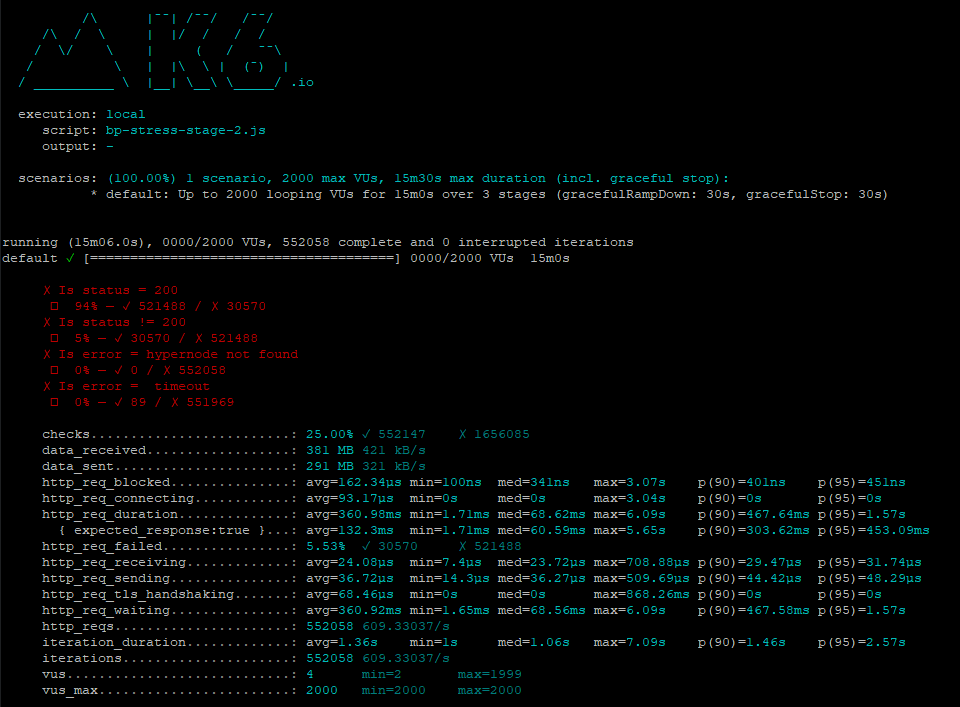 .io
execution: local
script: bp-stress-stage-2.js
output: -
scenarios: (100.00%) 1 scenario, 2000 max VUs, 15m30s max duration (incl. graceful stop):
* default: Up to 2000 looping VUs for 15m0s over 3 stages (gracefulRampDown: 30s, gracefulStop: 30s)
running (15m06.0s), 0000/2000 VUs, 552058 complete and 0 interrupted iterations
default ✓ [======================================] 0000/2000 VUs  15m0s
✗ Is status = 200
94% — ✓ 521488 / ✗ 30570
✗ Is status != 200
5% — ✓ 30570 / ✗ 521488
✗ Is error = hypernode not found
0% — ✓ 0 / ✗ 552058
✗ Is error =  timeout
0% — ✓ 89 / ✗ 551969
checks.........................: 25.00% ✓ 552147    ✗ 1656085
data_received..................: 381 MB 421 kB/s
data_sent......................: 291 MB 321 kB/s
http_req_blocked...............: avg=162.34µs min=100ns  med=341ns   max=3.07s    p(90)=401ns    p(95)=451ns
http_req_connecting............: avg=93.17µs  min=0s     med=0s      max=3.04s    p(90)=0s       p(95)=0s
http_req_duration..............: avg=360.98ms min=1.71ms med=68.62ms max=6.09s    p(90)=467.64ms p(95)=1.57s
{ expected_response:true }...: avg=132.3ms  min=1.71ms med=60.59ms max=5.65s    p(90)=303.62ms p(95)=453.09ms
http_req_failed................: 5.53%  ✓ 30570     ✗ 521488
http_req_receiving.............: avg=24.08µs  min=7.4µs  med=23.72µs max=708.88µs p(90)=29.47µs  p(95)=31.74µs
http_req_sending...............: avg=36.72µs  min=14.3µs med=36.27µs max=509.69µs p(90)=44.42µs  p(95)=48.29µs
http_req_tls_handshaking.......: avg=68.46µs  min=0s     med=0s      max=868.26ms p(90)=0s       p(95)=0s
http_req_waiting...............: avg=360.92ms min=1.65ms med=68.56ms max=6.09s    p(90)=467.58ms p(95)=1.57s
http_reqs......................: 552058 609.33037/s
iteration_duration.............: avg=1.36s    min=1s     med=1.06s   max=7.09s    p(90)=1.46s    p(95)=2.57s
iterations.....................: 552058 609.33037/s
vus............................: 4      min=2       max=1999
vus_max........................: 2000   min=2000    max=2000